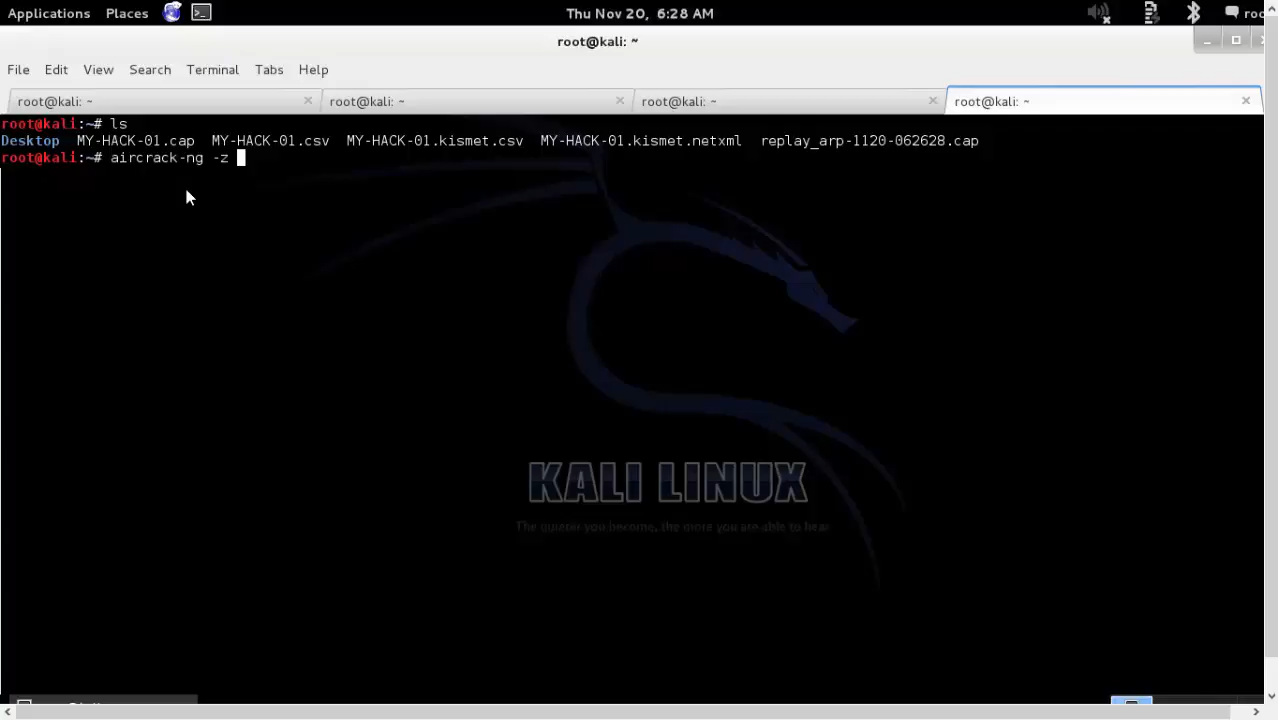 Applications Places Thu Nov 20, 6:28 AM roo
root@kali: ~
File Edit View Search Terminal Tabs Help
root@kali: ~ root@kali: ~ root@kali: ~ root@kali: ~
root@kali:~# ls
Desktop MY-HACK-01.cap MY-HACK-01.csv MY-HACK-01.kismet.csv MY-HACK-01.kismet.netxml replay_arp-1120-062628.cap
root@kali:~# aircrack-ng -z
KALI LINUX
The quieter you become, the more you are able to hear